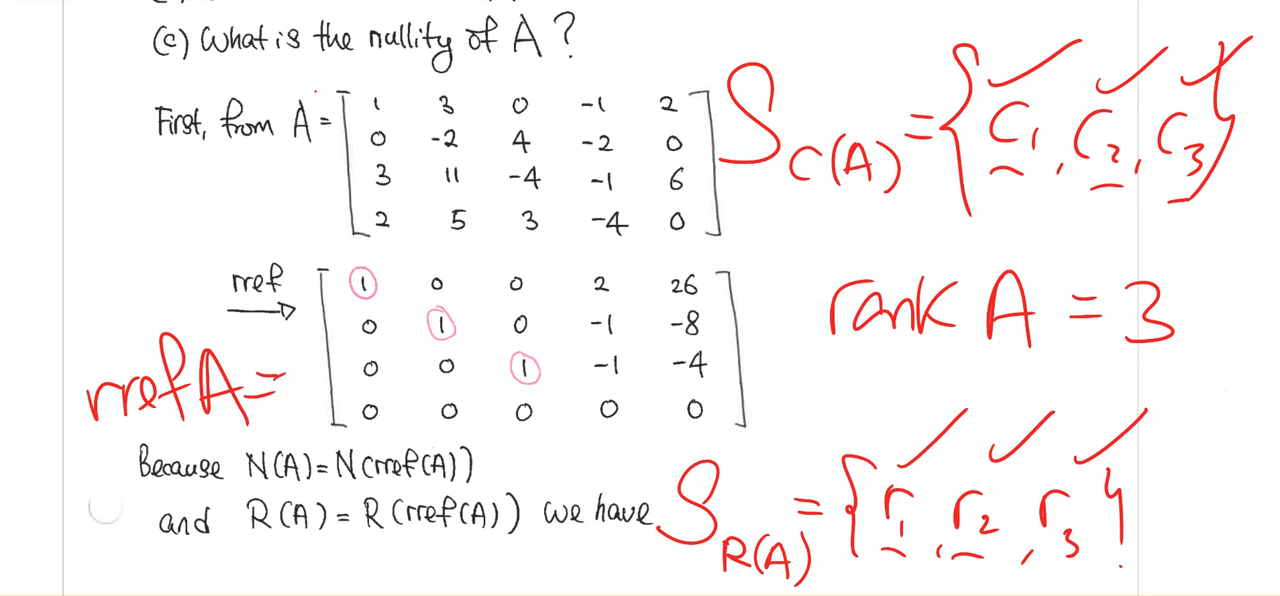 (c) What is the nullity of A?
First, from A = [ 1 3 0 -1 2
0 -2 4 -2 0
3 11 -4 -1 6
2 5 3 -4 0 ]
S C(A) = { C1, C2, C3 }
rref → [ 1 0 0 2 26
0 1 0 -1 -8
0 0 1 -1 -4
0 0 0 0 0 ]
rref A =
rank A = 3
Because N(A) = N(rref(A))
and R(A) = R(rref(A)) we have
S R(A) = { r1, r2, r3 }